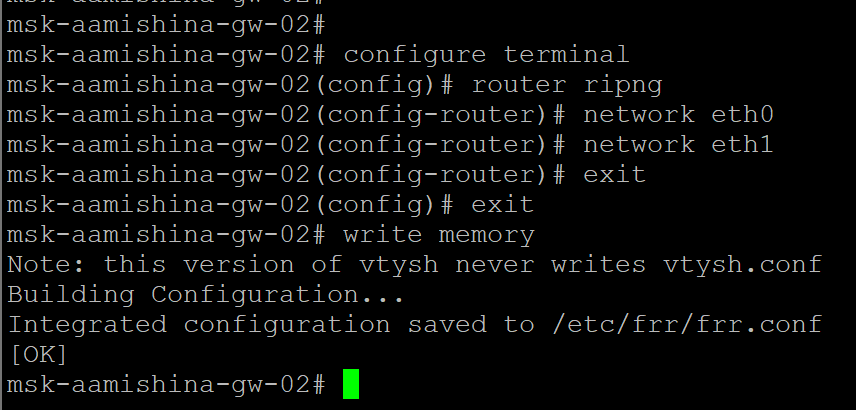 msk-aamishina-gw-02#
msk-aamishina-gw-02# configure terminal
msk-aamishina-gw-02(config)# router ripng
msk-aamishina-gw-02(config-router)# network eth0
msk-aamishina-gw-02(config-router)# network eth1
msk-aamishina-gw-02(config-router)# exit
msk-aamishina-gw-02(config)# exit
msk-aamishina-gw-02# write memory
Note: this version of vtysh never writes vtysh.conf
Building Configuration...
Integrated configuration saved to /etc/frr/frr.conf
[OK]
msk-aamishina-gw-02#